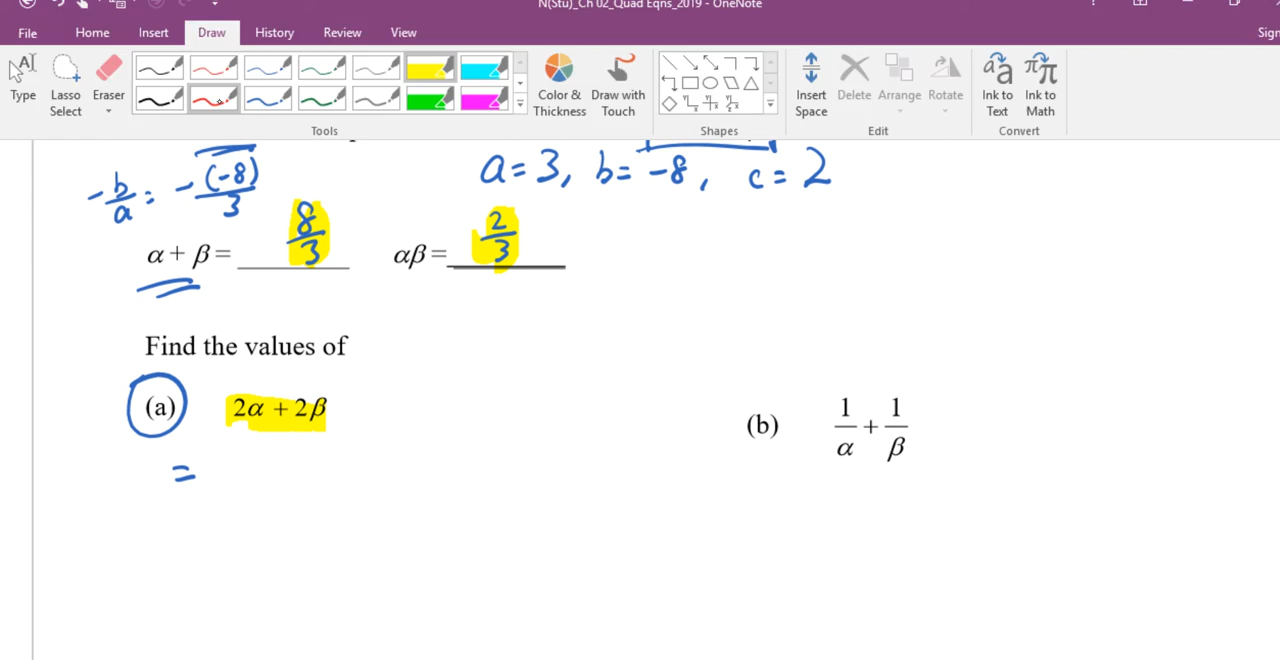 N(Stu)_Ch 02_Quad Eqns_2019 - OneNote
File Home Insert Draw History Review View Sign
Type Lasso Select Eraser Color & Thickness Draw with Touch Insert Space Delete Arrange Rotate Ink to Text Ink to Math
Tools Shapes Edit Convert
-b/a = -(-8)/3 a = 3, b = -8, c = 2
α + β = 8/3 αβ = 2/3
Find the values of
(a) 2α + 2β
(b) 1/α + 1/β
=